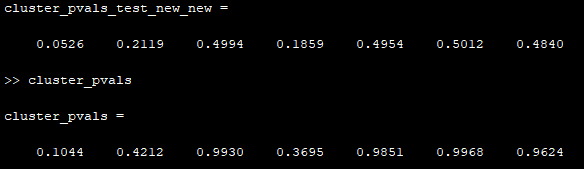 cluster_pvals_test_new_new =
0.0526 0.2119 0.4994 0.1859 0.4954 0.5012 0.4840
>> cluster_pvals
cluster_pvals =
0.1044 0.4212 0.9930 0.3695 0.9851 0.9968 0.9624